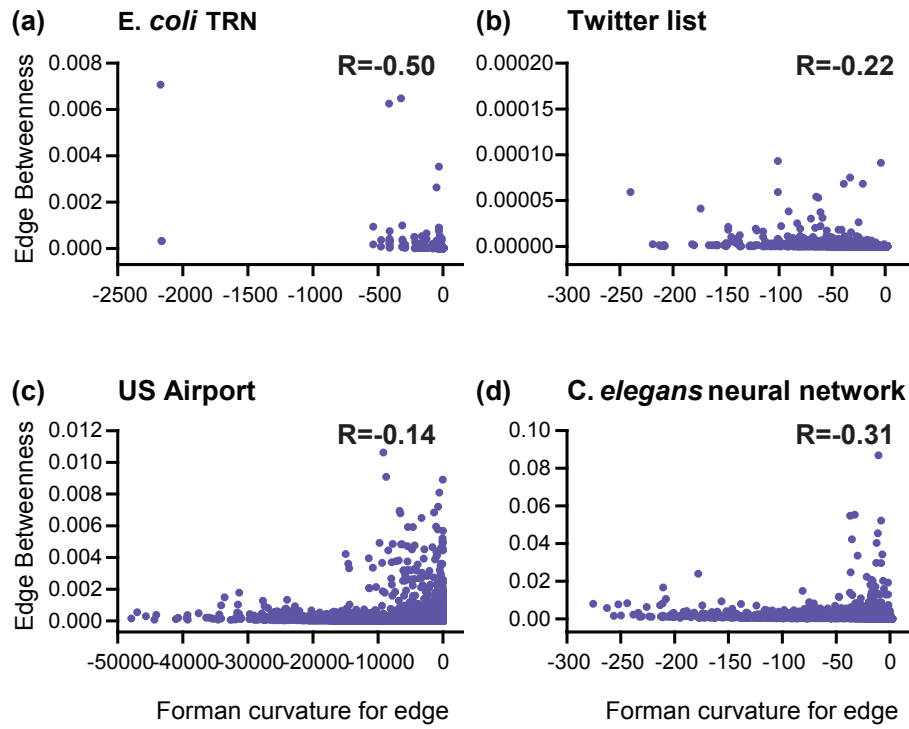 (a) E. coli TRN
R=-0.50
Edge Betweenness
0.008
0.006
0.004
0.002
0.000
-2500 -2000 -1500 -1000 -500 0
(b) Twitter list
R=-0.22
0.00020
0.00015
0.00010
0.00005
0.00000
-300 -250 -200 -150 -100 -50 0
(c) US Airport
R=-0.14
Edge Betweenness
0.012
0.010
0.008
0.006
0.004
0.002
0.000
-50000 -40000 -30000 -20000 -10000 0
Forman curvature for edge
(d) C. elegans neural network
R=-0.31
0.10
0.08
0.06
0.04
0.02
0.00
-300 -250 -200 -150 -100 -50 0
Forman curvature for edge